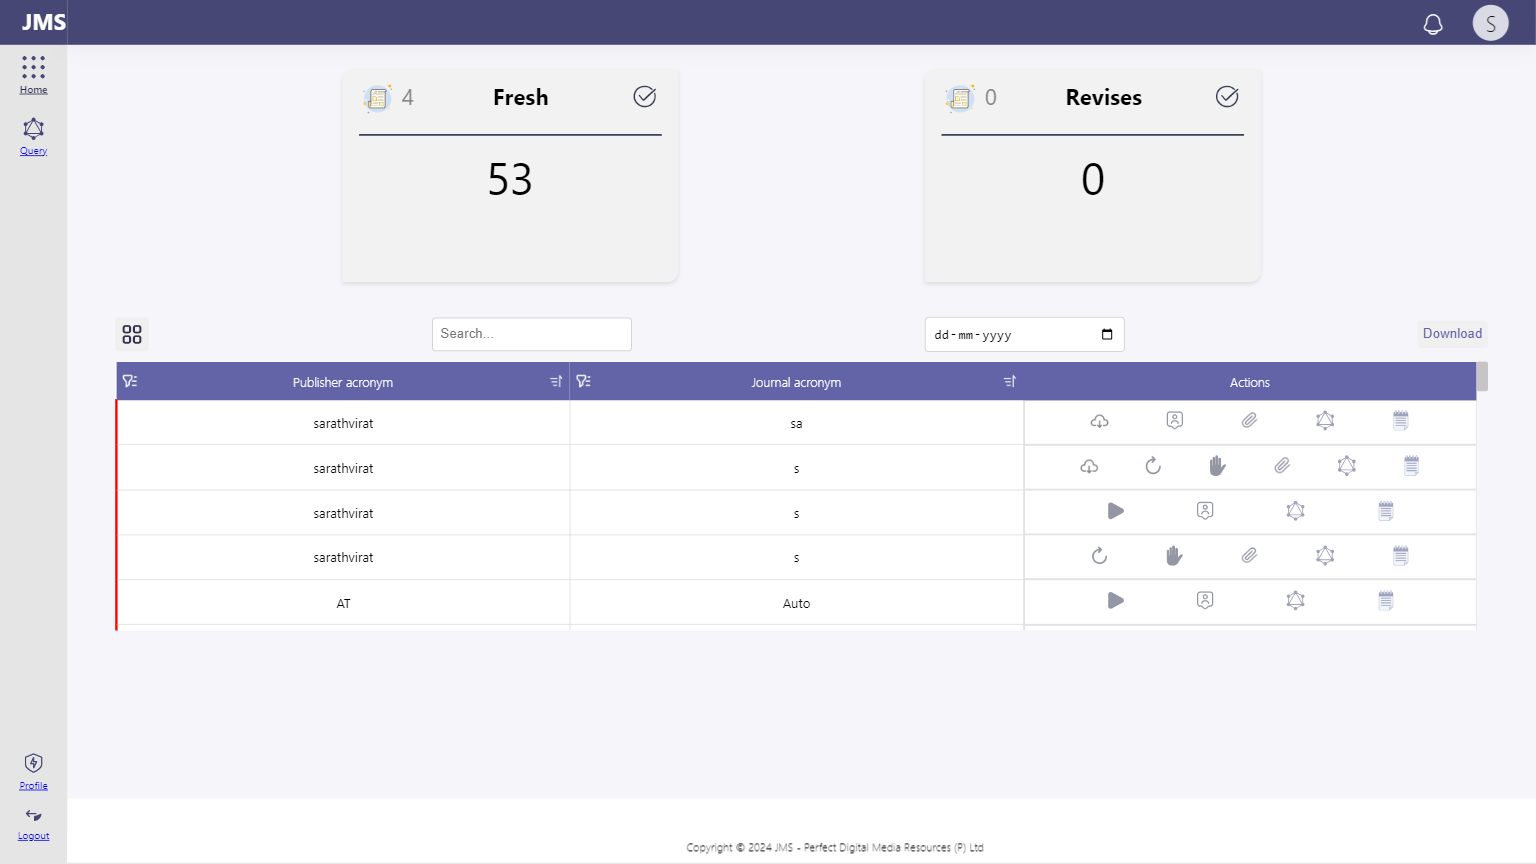 JMS
S
Home
Query
4 Fresh
53
0 Revises
0
Search...
dd-mm-yyyy
Download
Publisher acronym Journal acronym Actions
sarathvirat sa
sarathvirat s
sarathvirat s
sarathvirat s
AT Auto
Profile
Logout
Copyright © 2024 JMS - Perfect Digital Media Resources (P) Ltd